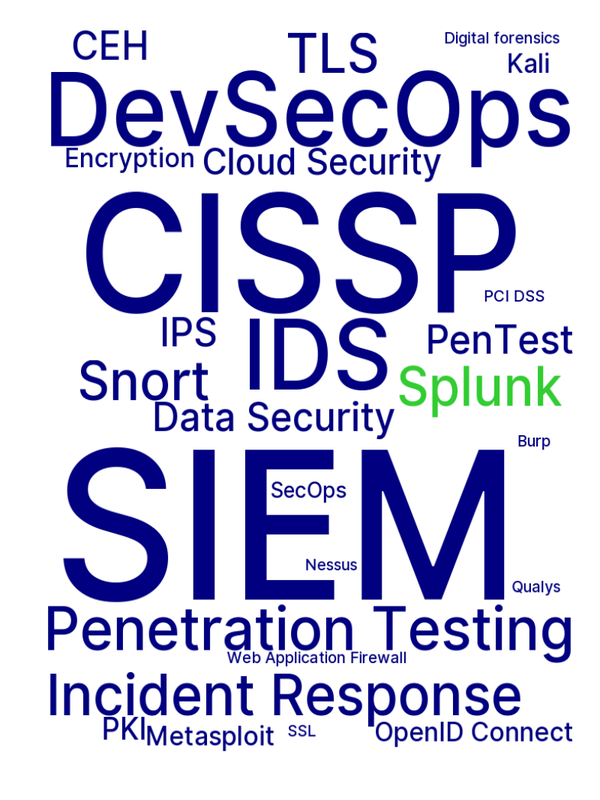 CEH
TLS
Digital forensics
Kali
DevSecOps
Encryption
Cloud Security
CISSP
PCI DSS
IPS
IDS
PenTest
Snort
Splunk
Data Security
Burp
SIEM
SecOps
Nessus
Qualys
Penetration Testing
Web Application Firewall
Incident Response
PKI
Metasploit
SSL
OpenID Connect